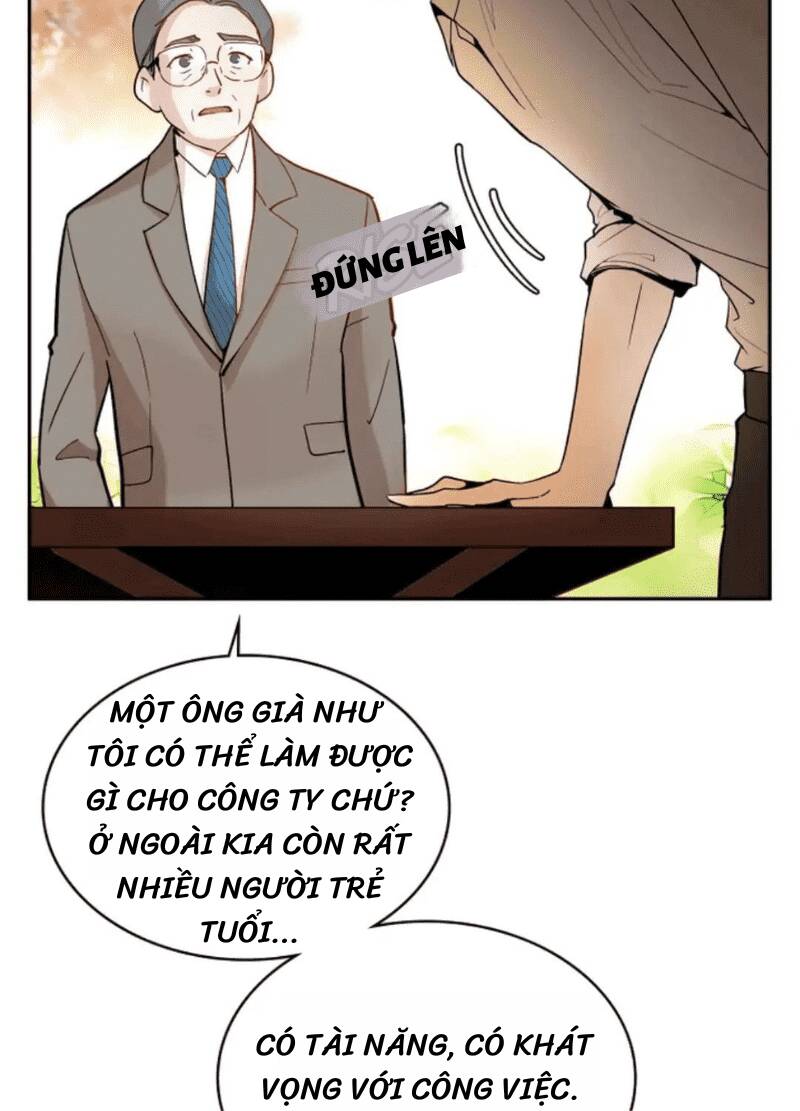 RISE
ĐỨNG LÊN
MỘT ÔNG GIÀ NHƯ
TÔI CÓ THỂ LÀM ĐƯỢC
GÌ CHO CÔNG TY CHỨ?
Ở NGOÀI KIA CÒN RẤT
NHIỀU NGƯỜI TRẺ
TUỔI...
CÓ TÀI NĂNG, CÓ KHÁT
VỌNG VỚI CÔNG VIỆC.